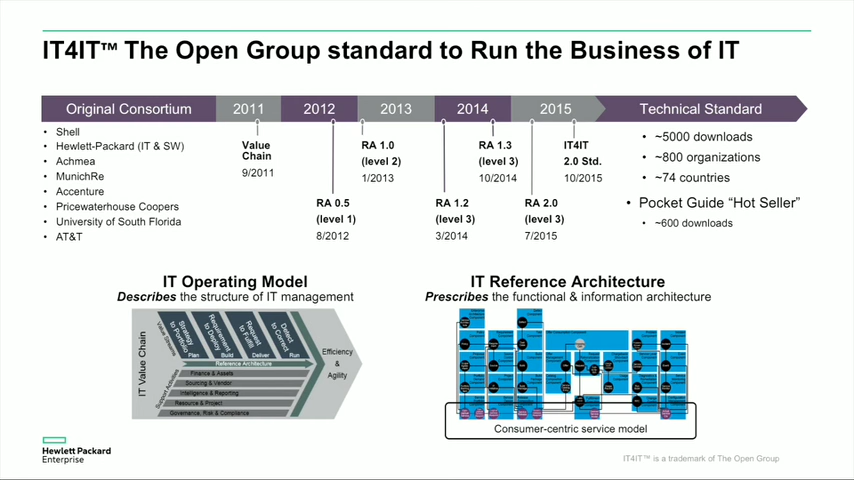 IT4IT™ The Open Group standard to Run the Business of IT
Original Consortium
2011
2012
2013
2014
2015
Technical Standard
• Shell
• Hewlett-Packard (IT & SW)
• Achmea
• MunichRe
• Accenture
• Pricewaterhouse Coopers
• University of South Florida
• AT&T
Value
Chain
9/2011
RA 0.5
(level 1)
8/2012
RA 1.0
(level 2)
1/2013
RA 1.2
(level 3)
3/2014
RA 1.3
(level 3)
10/2014
RA 2.0
(level 3)
7/2015
IT4IT
2.0 Std.
10/2015
• ~5000 downloads
• ~800 organizations
• ~74 countries
• Pocket Guide “Hot Seller”
• ~600 downloads
IT Operating Model
Describes the structure of IT management
IT Value Chain
Value Streams
Strategy
to Portfolio
Plan
Requirement
to Deploy
Build
Request
to Fulfill
Deliver
Detect
to Correct
Run
Reference Architecture
Support Activities
Finance & Assets
Sourcing & Vendor
Intelligence & Reporting
Resource & Project
Governance, Risk & Compliance
Efficiency
&
Agility
IT Reference Architecture
Prescribes the functional & information architecture
Consumer-centric service model
Hewlett Packard
Enterprise
IT4IT™ is a trademark of The Open Group